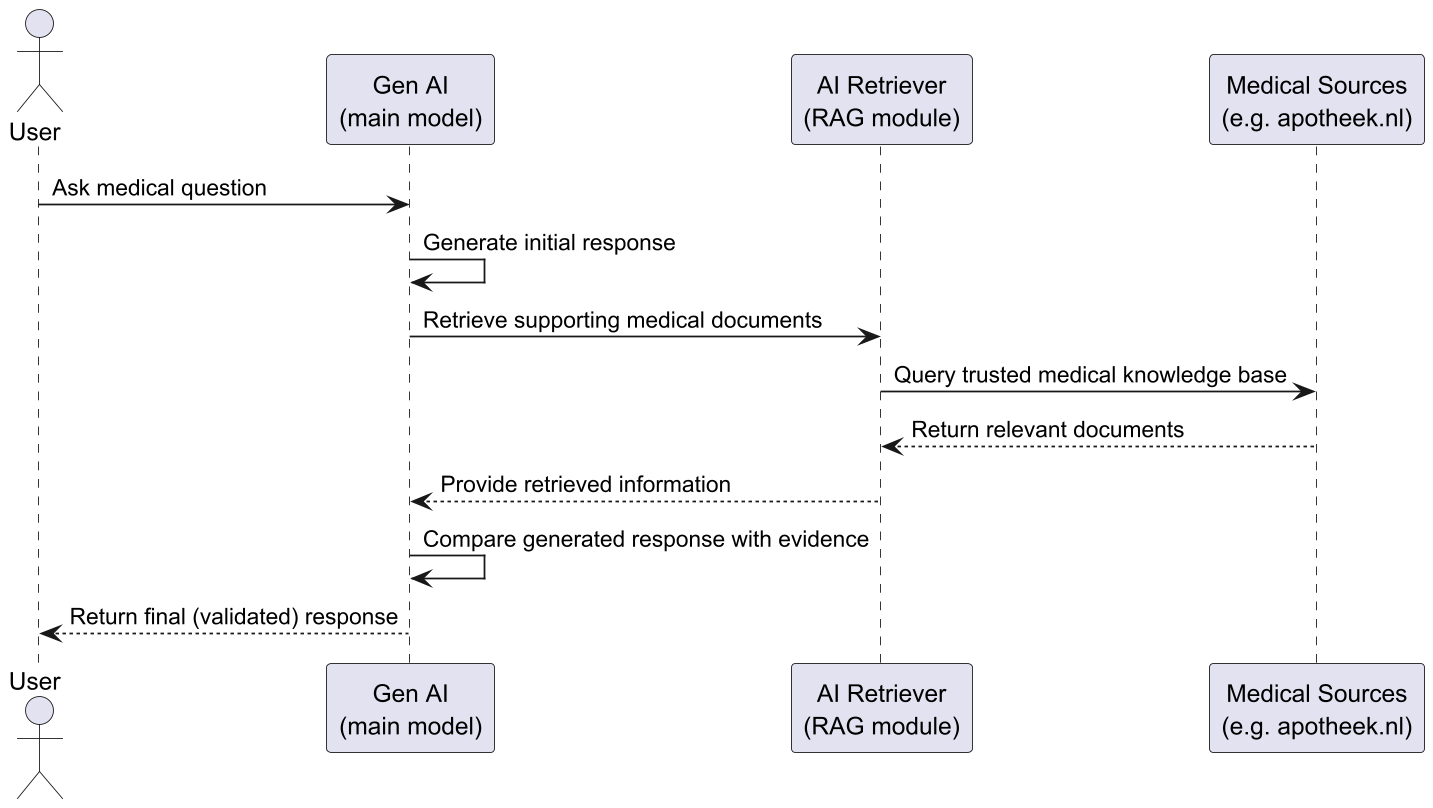 User
Gen AI
(main model)
AI Retriever
(RAG module)
Medical Sources
(e.g. apotheek.nl)
Ask medical question
Generate initial response
Retrieve supporting medical documents
Query trusted medical knowledge base
Return relevant documents
Provide retrieved information
Compare generated response with evidence
Return final (validated) response
User
Gen AI
(main model)
AI Retriever
(RAG module)
Medical Sources
(e.g. apotheek.nl)